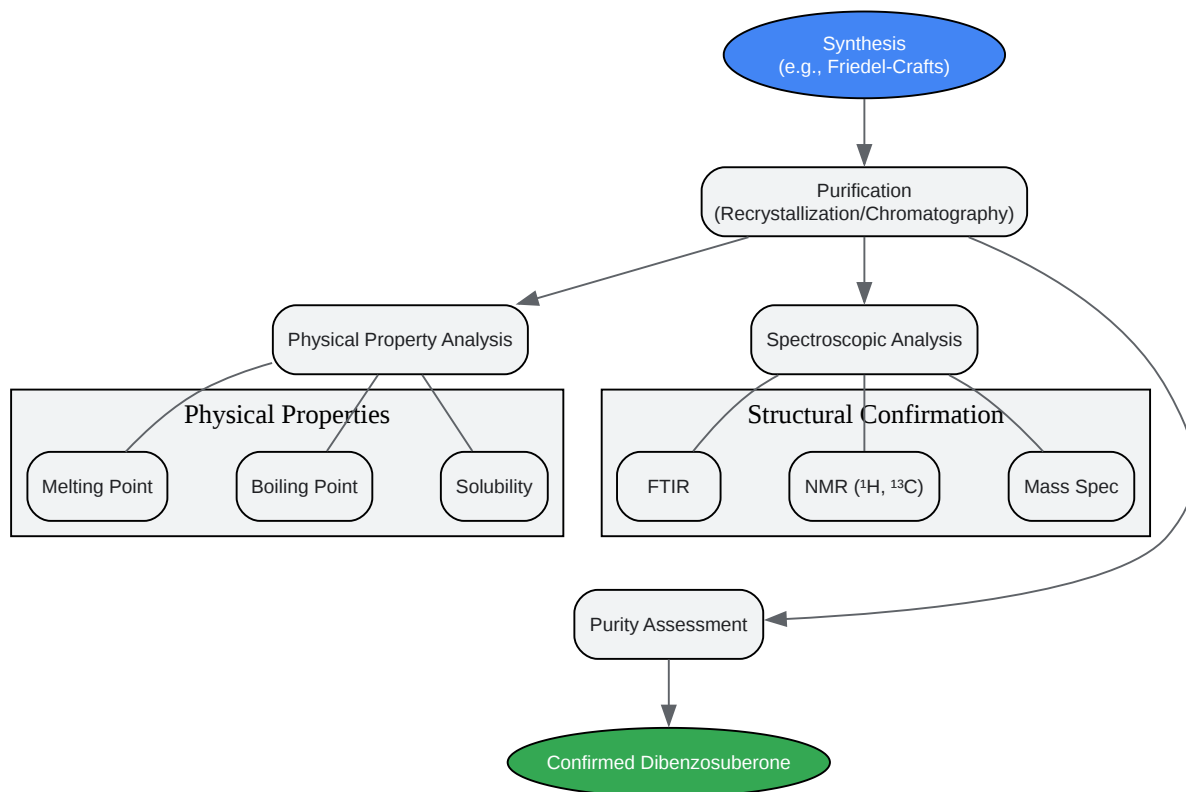 Synthesis
(e.g., Friedel-Crafts)
Purification
(Recrystallization/Chromatography)
Physical Property Analysis
Spectroscopic Analysis
Physical Properties
Structural Confirmation
Melting Point
Boiling Point
Solubility
FTIR
NMR (¹H, ¹³C)
Mass Spec
Purity Assessment
Confirmed Dibenzosuberone